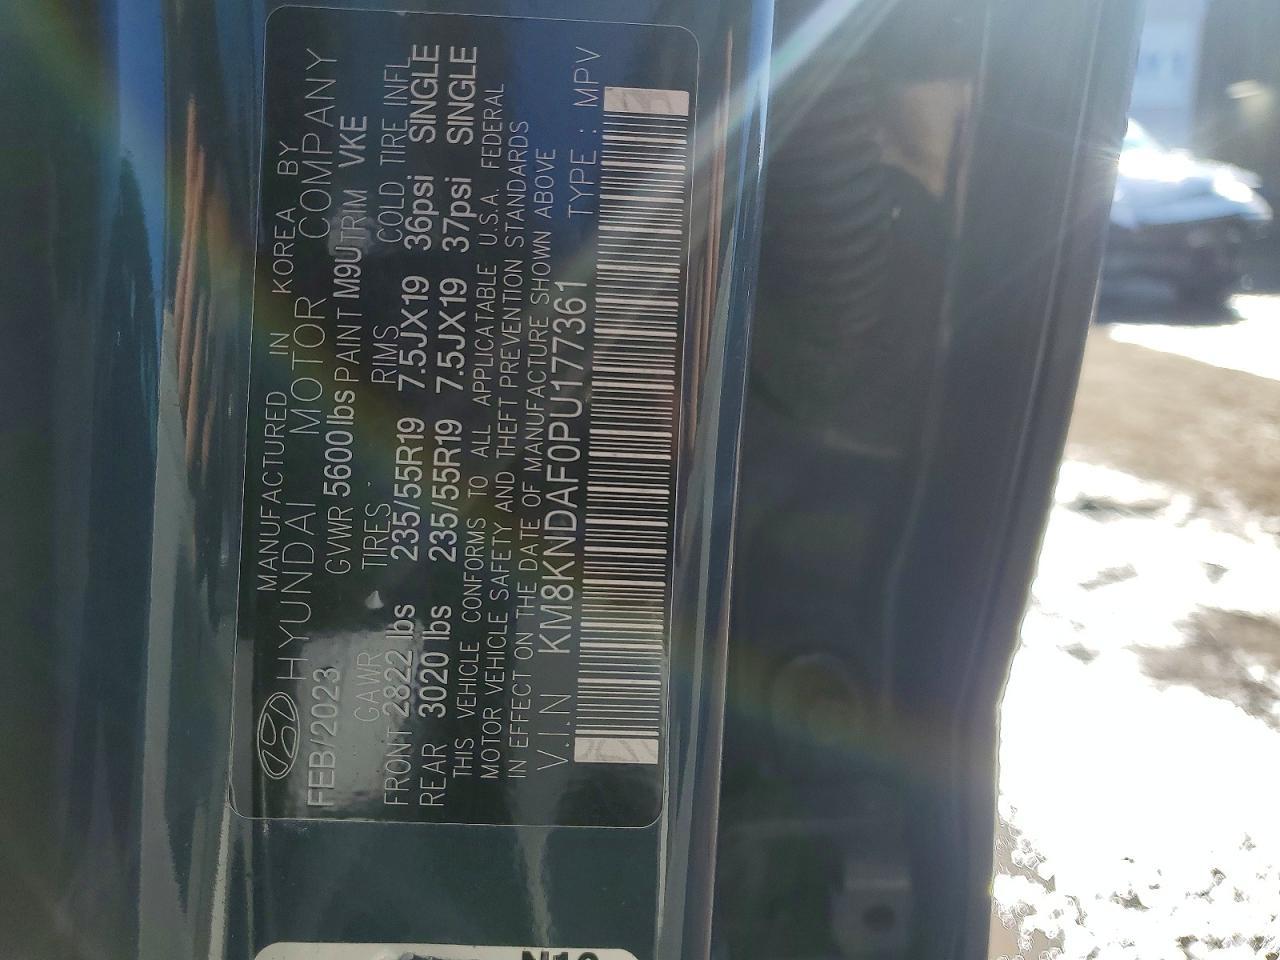 MANUFACTURED IN KOREA BY
HYUNDAI MOTOR COMPANY
FEB/2023 GVWR 5600 lbs PAINT M9U TRIM VKE
GAWR TIRES RIMS COLD TIRE INFL
FRONT 2822 lbs 235/55R19 7.5JX19 36psi SINGLE
REAR 3020 lbs 235/55R19 7.5JX19 37psi SINGLE
THIS VEHICLE CONFORMS TO ALL APPLICATABLE U.S.A. FEDERAL
MOTOR VEHICLE SAFETY AND THEFT PREVENTION STANDARDS
IN EFFECT ON THE DATE OF MANUFACTURE SHOWN ABOVE
V.I.N KM8KNDAF0PU177361 TYPE : MPV